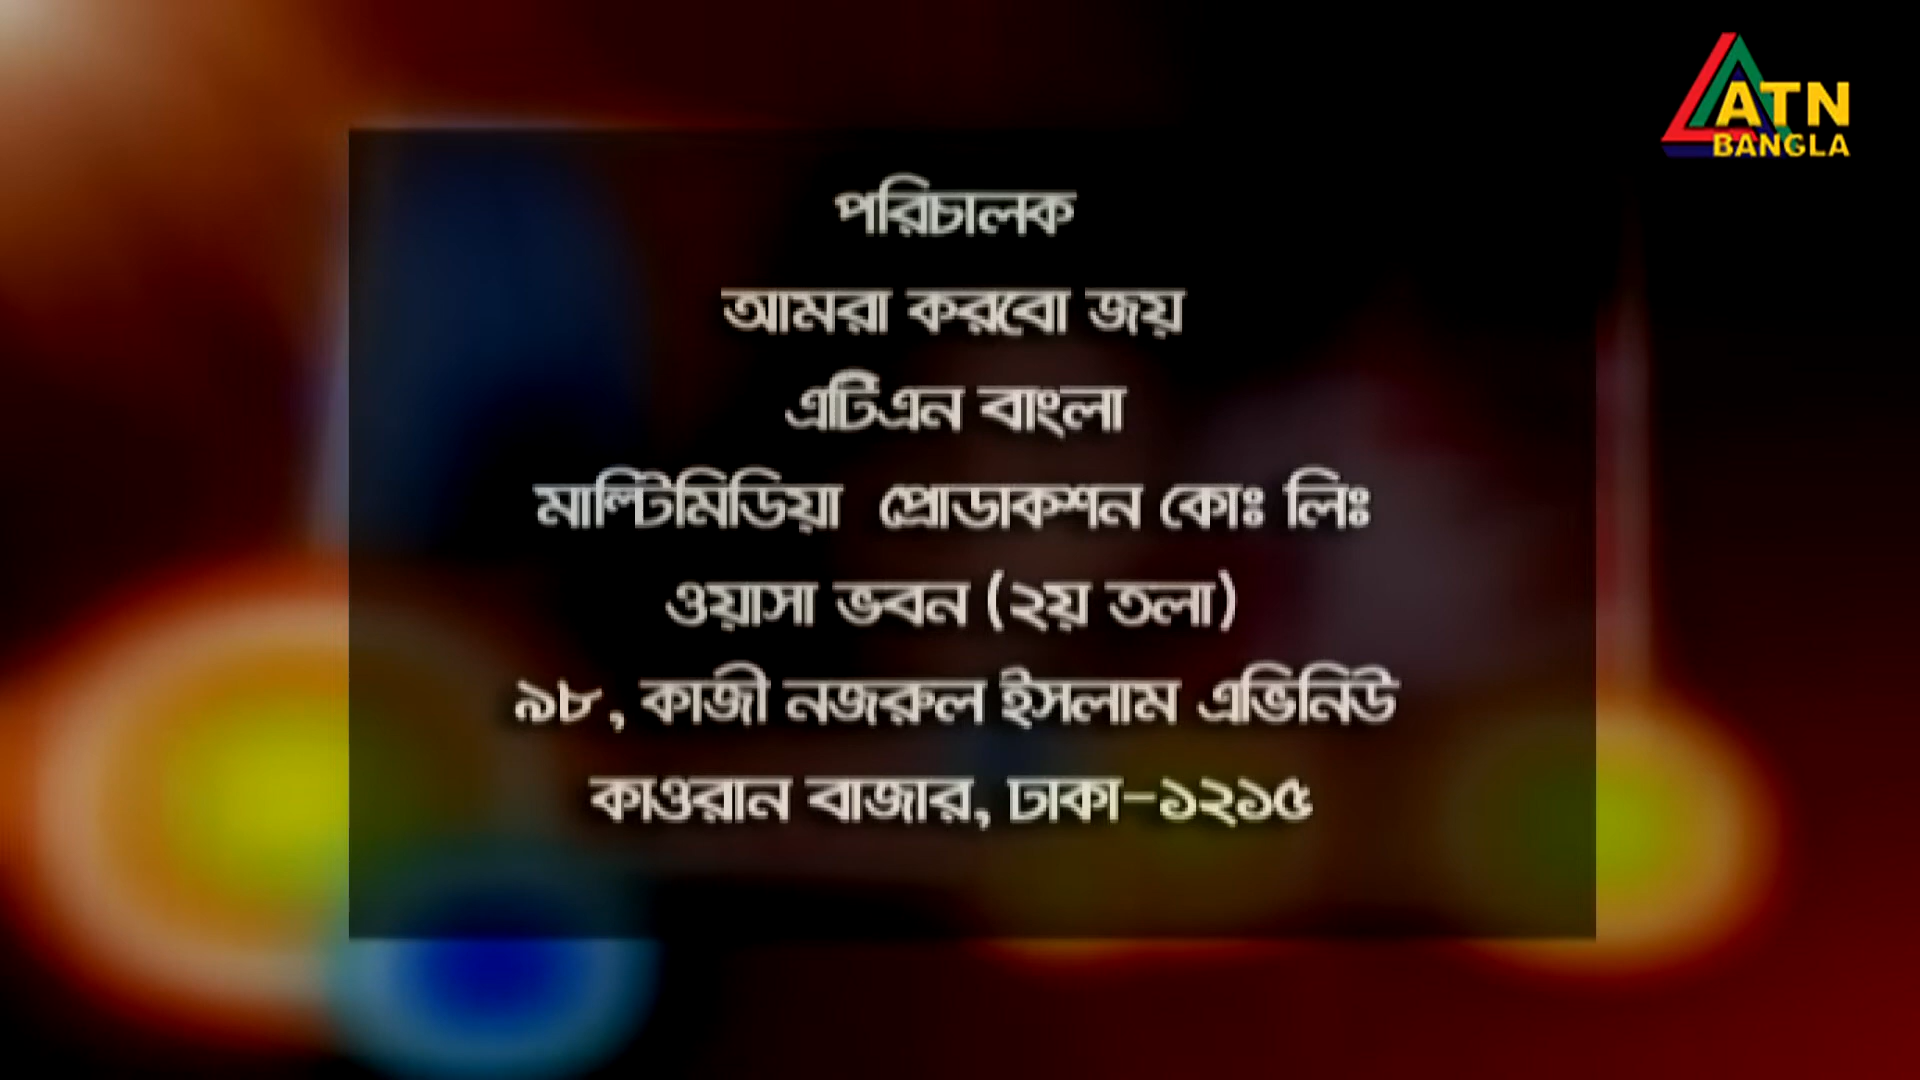 ATN
BANGLA
পরিচালক
আমরা করবো জয়
এটিএন বাংলা
মাল্টিমিডিয়া প্রোডাকশন কোঃ লিঃ
ওয়াসা ভবন (২য় তলা)
৯৮, কাজী নজরুল ইসলাম এভিনিউ
কাওরান বাজার, ঢাকা-১২১৫